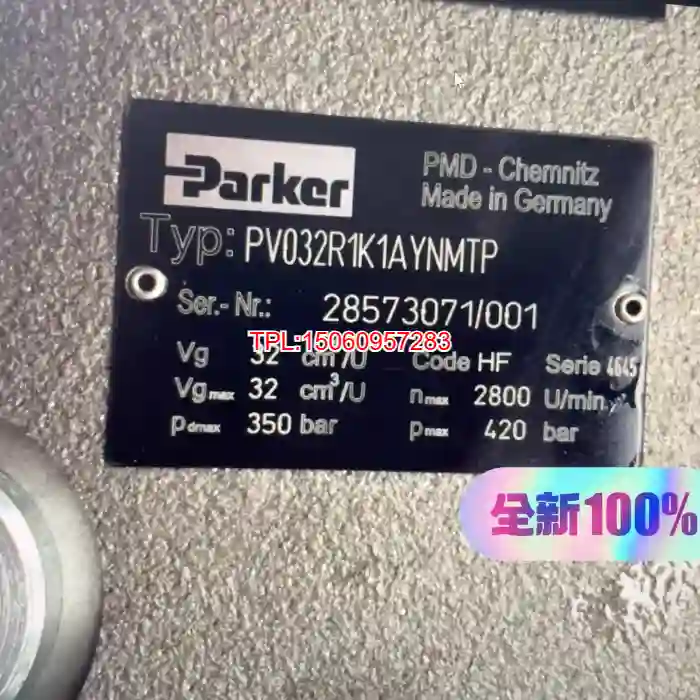 Parker
PMD - Chemnitz
Made in Germany
Typ: PV032R1K1AYNMTP
Ser.- Nr.: 28573071/001
TPL:15060957283
Vg 32 cm³/U Code HF Serie 4645
Vgmax 32 cm³/U nmax 2800 U/min
pdmax 350 bar pmax 420 bar
全新100%